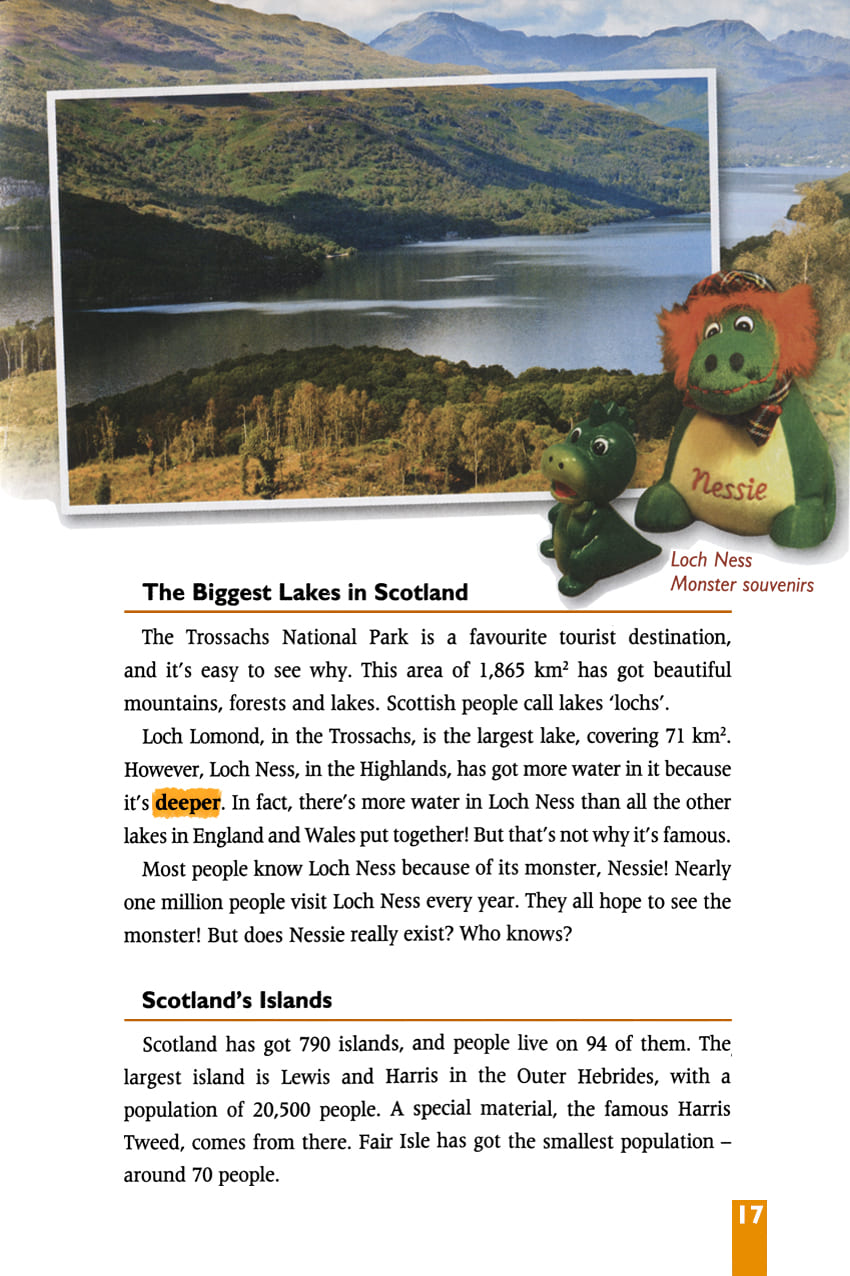 Nessie
Loch Ness
Monster souvenirs
The Biggest Lakes in Scotland
The Trossachs National Park is a favourite tourist destination,
and it's easy to see why. This area of 1,865 km² has got beautiful
mountains, forests and lakes. Scottish people call lakes ‘lochs’.
Loch Lomond, in the Trossachs, is the largest lake, covering 71 km².
However, Loch Ness, in the Highlands, has got more water in it because
it's deeper. In fact, there's more water in Loch Ness than all the other
lakes in England and Wales put together! But that's not why it's famous.
Most people know Loch Ness because of its monster, Nessie! Nearly
one million people visit Loch Ness every year. They all hope to see the
monster! But does Nessie really exist? Who knows?
Scotland's Islands
Scotland has got 790 islands, and people live on 94 of them. The
largest island is Lewis and Harris in the Outer Hebrides, with a
population of 20,500 people. A special material, the famous Harris
Tweed, comes from there. Fair Isle has got the smallest population –
around 70 people.
17